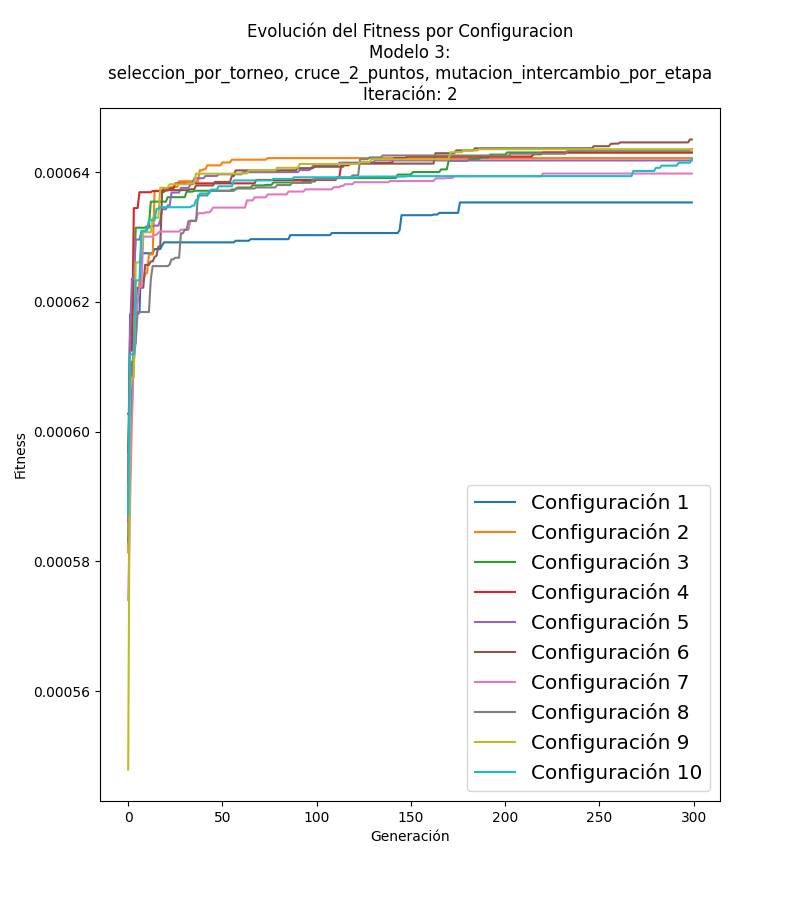 Evolución del Fitness por Configuracion
Modelo 3:
seleccion_por_torneo, cruce_2_puntos, mutacion_intercambio_por_etapa
Iteración: 2
0.00064
0.00062
0.00060
0.00058
0.00056
Fitness
Configuración 1
Configuración 2
Configuración 3
Configuración 4
Configuración 5
Configuración 6
Configuración 7
Configuración 8
Configuración 9
Configuración 10
0 50 100 150 200 250 300
Generación